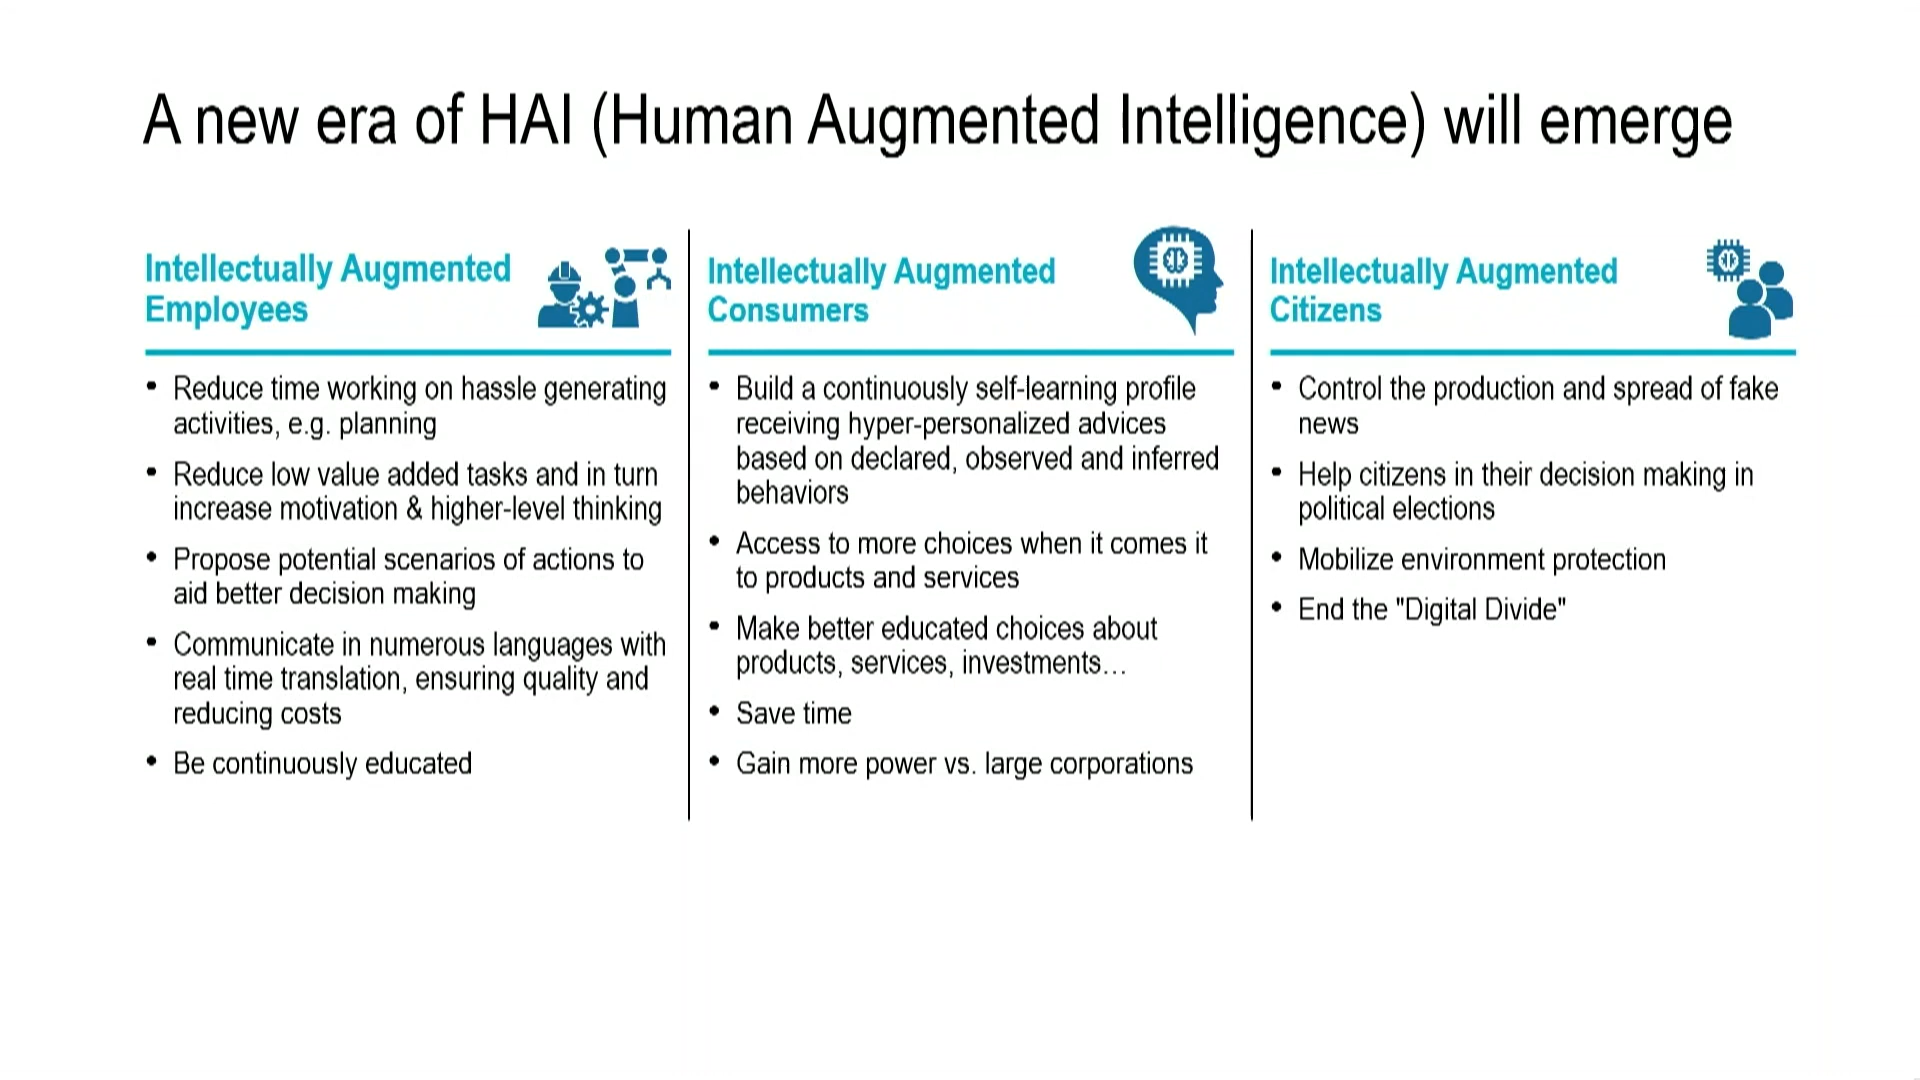 A new era of HAI (Human Augmented Intelligence) will emerge
Intellectually Augmented
Employees
• Reduce time working on hassle generating
activities, e.g. planning
• Reduce low value added tasks and in turn
increase motivation & higher-level thinking
• Propose potential scenarios of actions to
aid better decision making
• Communicate in numerous languages with
real time translation, ensuring quality and
reducing costs
• Be continuously educated
Intellectually Augmented
Consumers
• Build a continuously self-learning profile
receiving hyper-personalized advices
based on declared, observed and inferred
behaviors
• Access to more choices when it comes it
to products and services
• Make better educated choices about
products, services, investments…
• Save time
• Gain more power vs. large corporations
Intellectually Augmented
Citizens
• Control the production and spread of fake
news
• Help citizens in their decision making in
political elections
• Mobilize environment protection
• End the "Digital Divide"